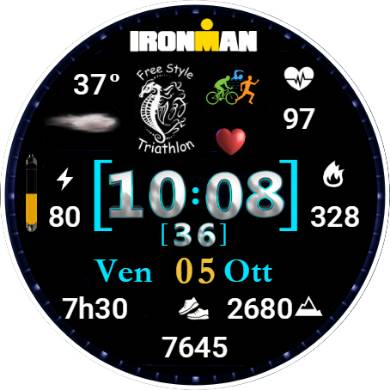 IRONMAN
37°
Free Style
Triathlon
97
80
10:08
328
[36]
Ven 05 Ott
7h30
2680
7645